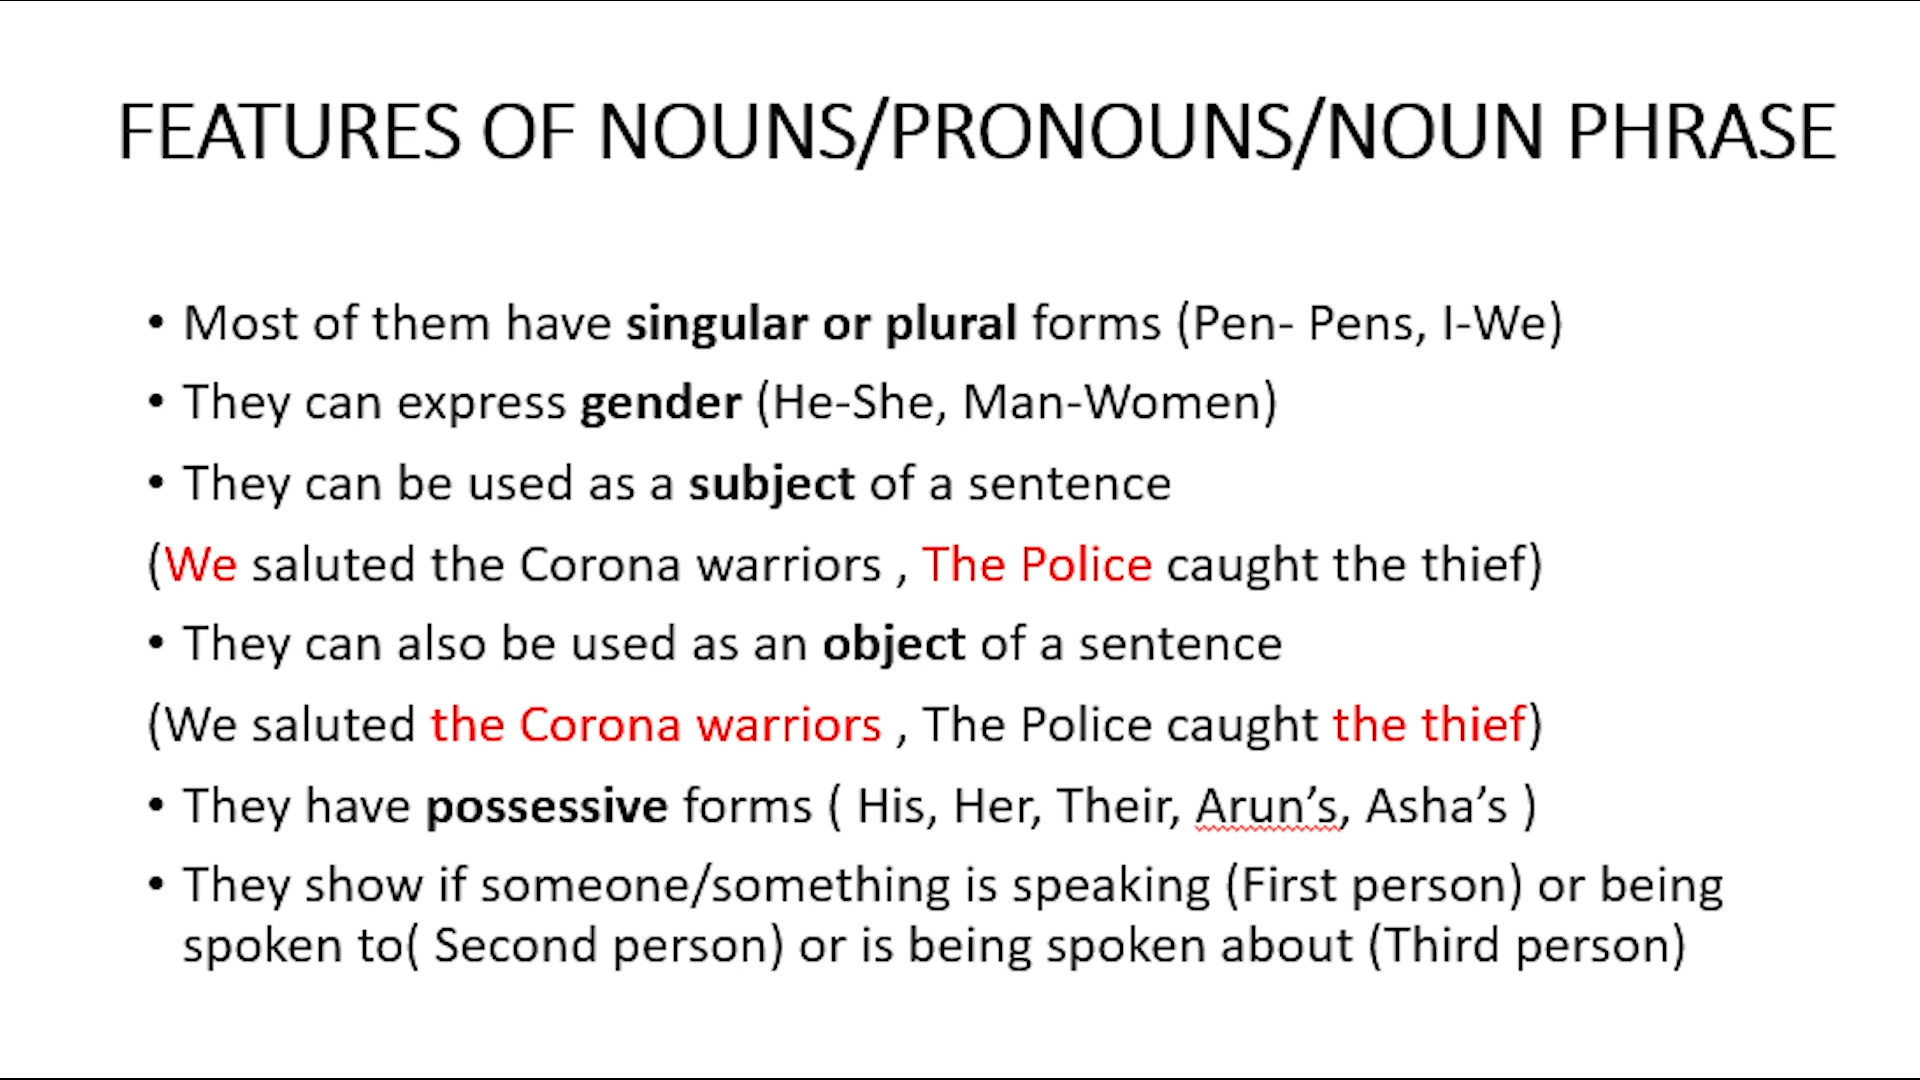 FEATURES OF NOUNS/PRONOUNS/NOUN PHRASE
• Most of them have singular or plural forms (Pen- Pens, I-We)
• They can express gender (He-She, Man-Women)
• They can be used as a subject of a sentence
(We saluted the Corona warriors , The Police caught the thief)
• They can also be used as an object of a sentence
(We saluted the Corona warriors , The Police caught the thief)
• They have possessive forms ( His, Her, Their, Arun’s, Asha’s )
• They show if someone/something is speaking (First person) or being
spoken to( Second person) or is being spoken about (Third person)